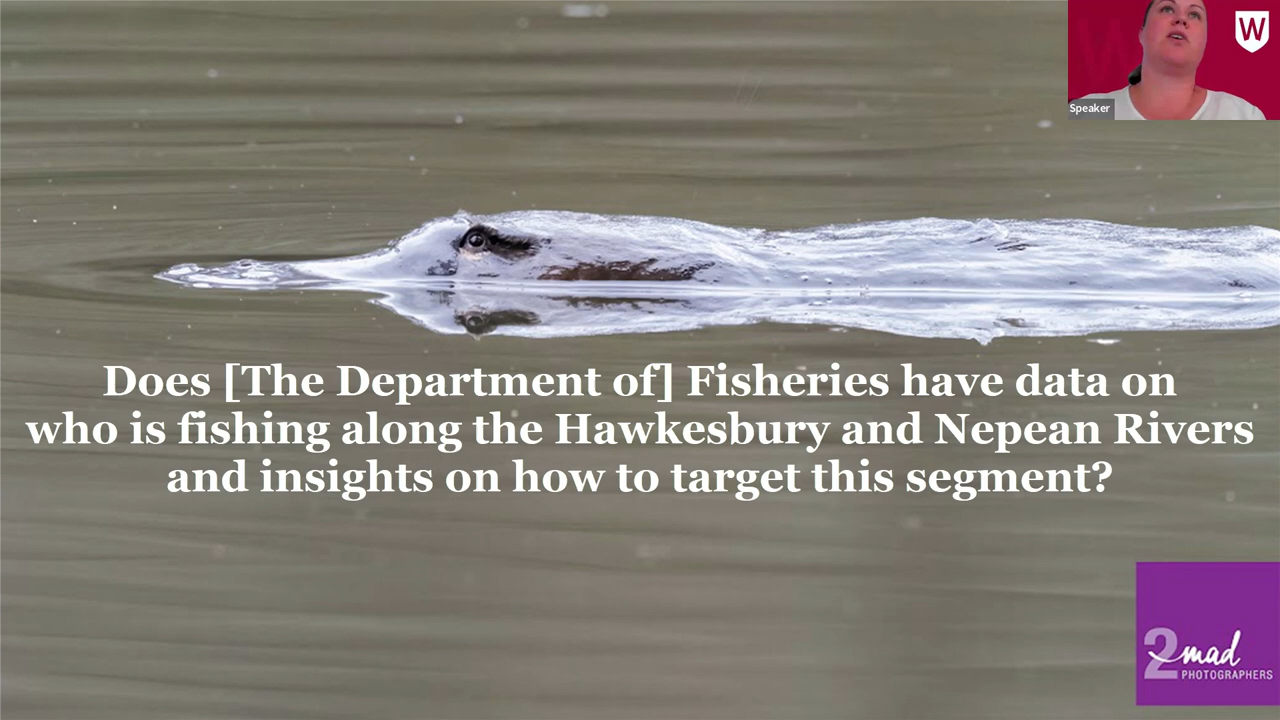 W
Speaker
Does [The Department of] Fisheries have data on
who is fishing along the Hawkesbury and Nepean Rivers
and insights on how to target this segment?
2mad
PHOTOGRAPHERS